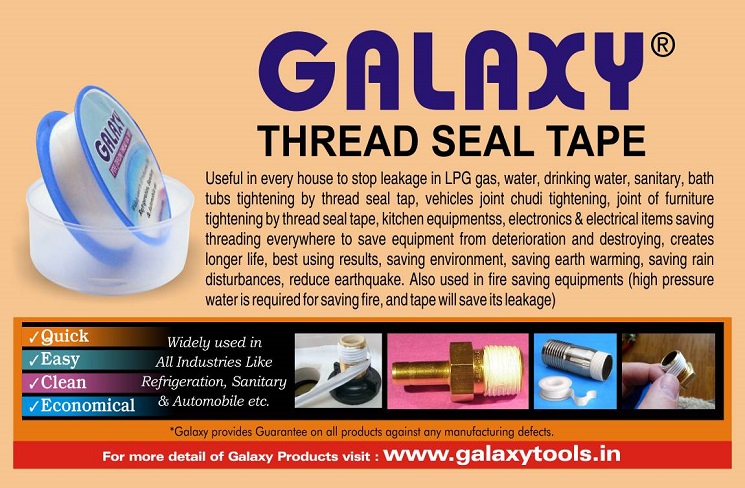 GALAXY®
THREAD SEAL TAPE
GALAXY
Useful in every house to stop leakage in LPG gas, water, drinking water, sanitary, bath
tubs tightening by thread seal tap, vehicles joint chudi tightening, joint of furniture
tightening by thread seal tape, kitchen equipmentss, electronics & electrical items saving
threading everywhere to save equipment from deterioration and destroying, creates
longer life, best using results, saving environment, saving earth warming, saving rain
disturbances, reduce earthquake. Also used in fire saving equipments (high pressure
water is required for saving fire, and tape will save its leakage)
✓Quick
✓Easy
✓Clean
✓Economical
Widely used in
All Industries Like
Refrigeration, Sanitary
& Automobile etc.
*Galaxy provides Guarantee on all products against any manufacturing defects.
For more detail of Galaxy Products visit : www.galaxytools.in